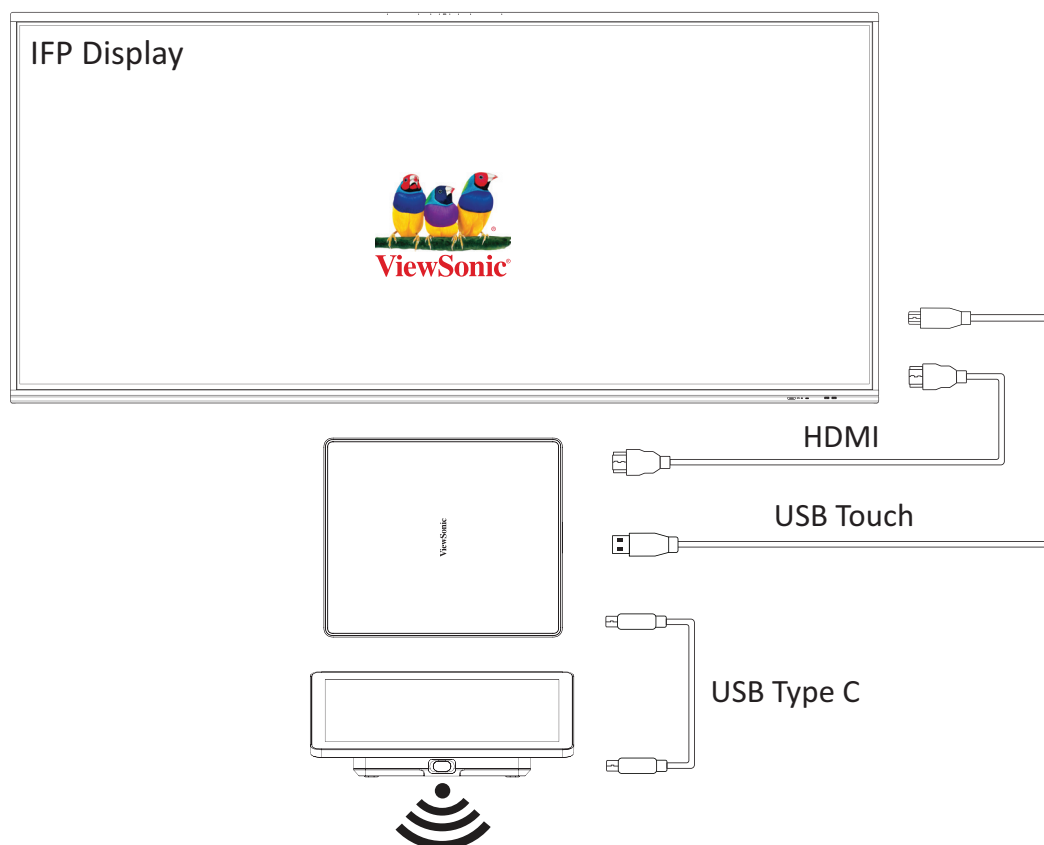 IFP Display
ViewSonic
HDMI
ViewSonic
USB Touch
USB Type C